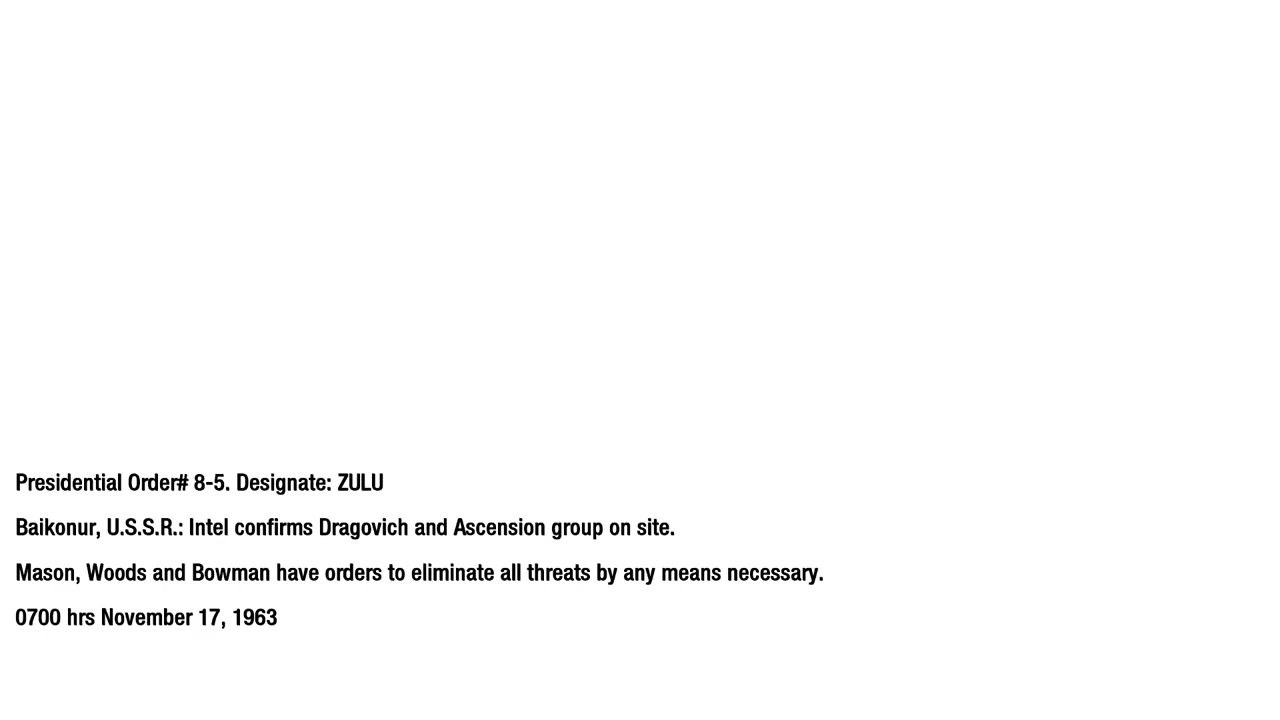 Presidential Order# 8-5. Designate: ZULU
Baikonur, U.S.S.R.: Intel confirms Dragovich and Ascension group on site.
Mason, Woods and Bowman have orders to eliminate all threats by any means necessary.
0700 hrs November 17, 1963